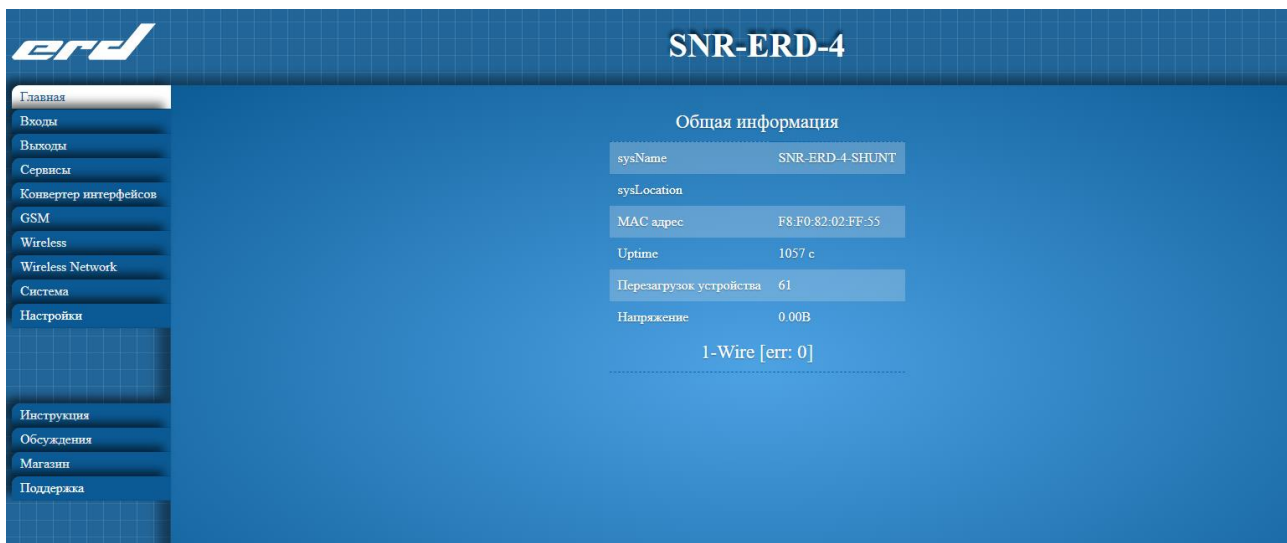 erd
SNR-ERD-4
Главная
Входы
Выходы
Сервисы
Конвертер интерфейсов
GSM
Wireless
Wireless Network
Система
Настройки
Инструкция
Обсуждения
Магазин
Поддержка
Общая информация
sysName SNR-ERD-4-SHUNT
sysLocation
MAC адрес F8:F0:82:02:FF:55
Uptime 1057 с
Перезагрузок устройства 61
Напряжение 0.00В
1-Wire [err: 0]